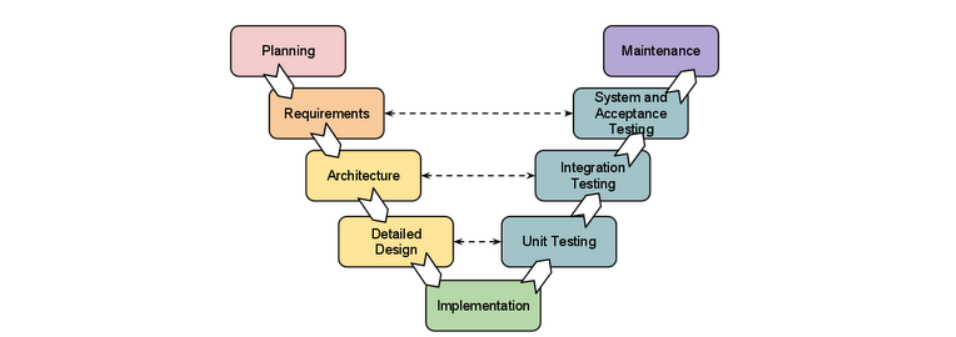 Planning
Maintenance
Requirements
System and
Acceptance
Testing
Architecture
Integration
Testing
Detailed
Design
Unit Testing
Implementation